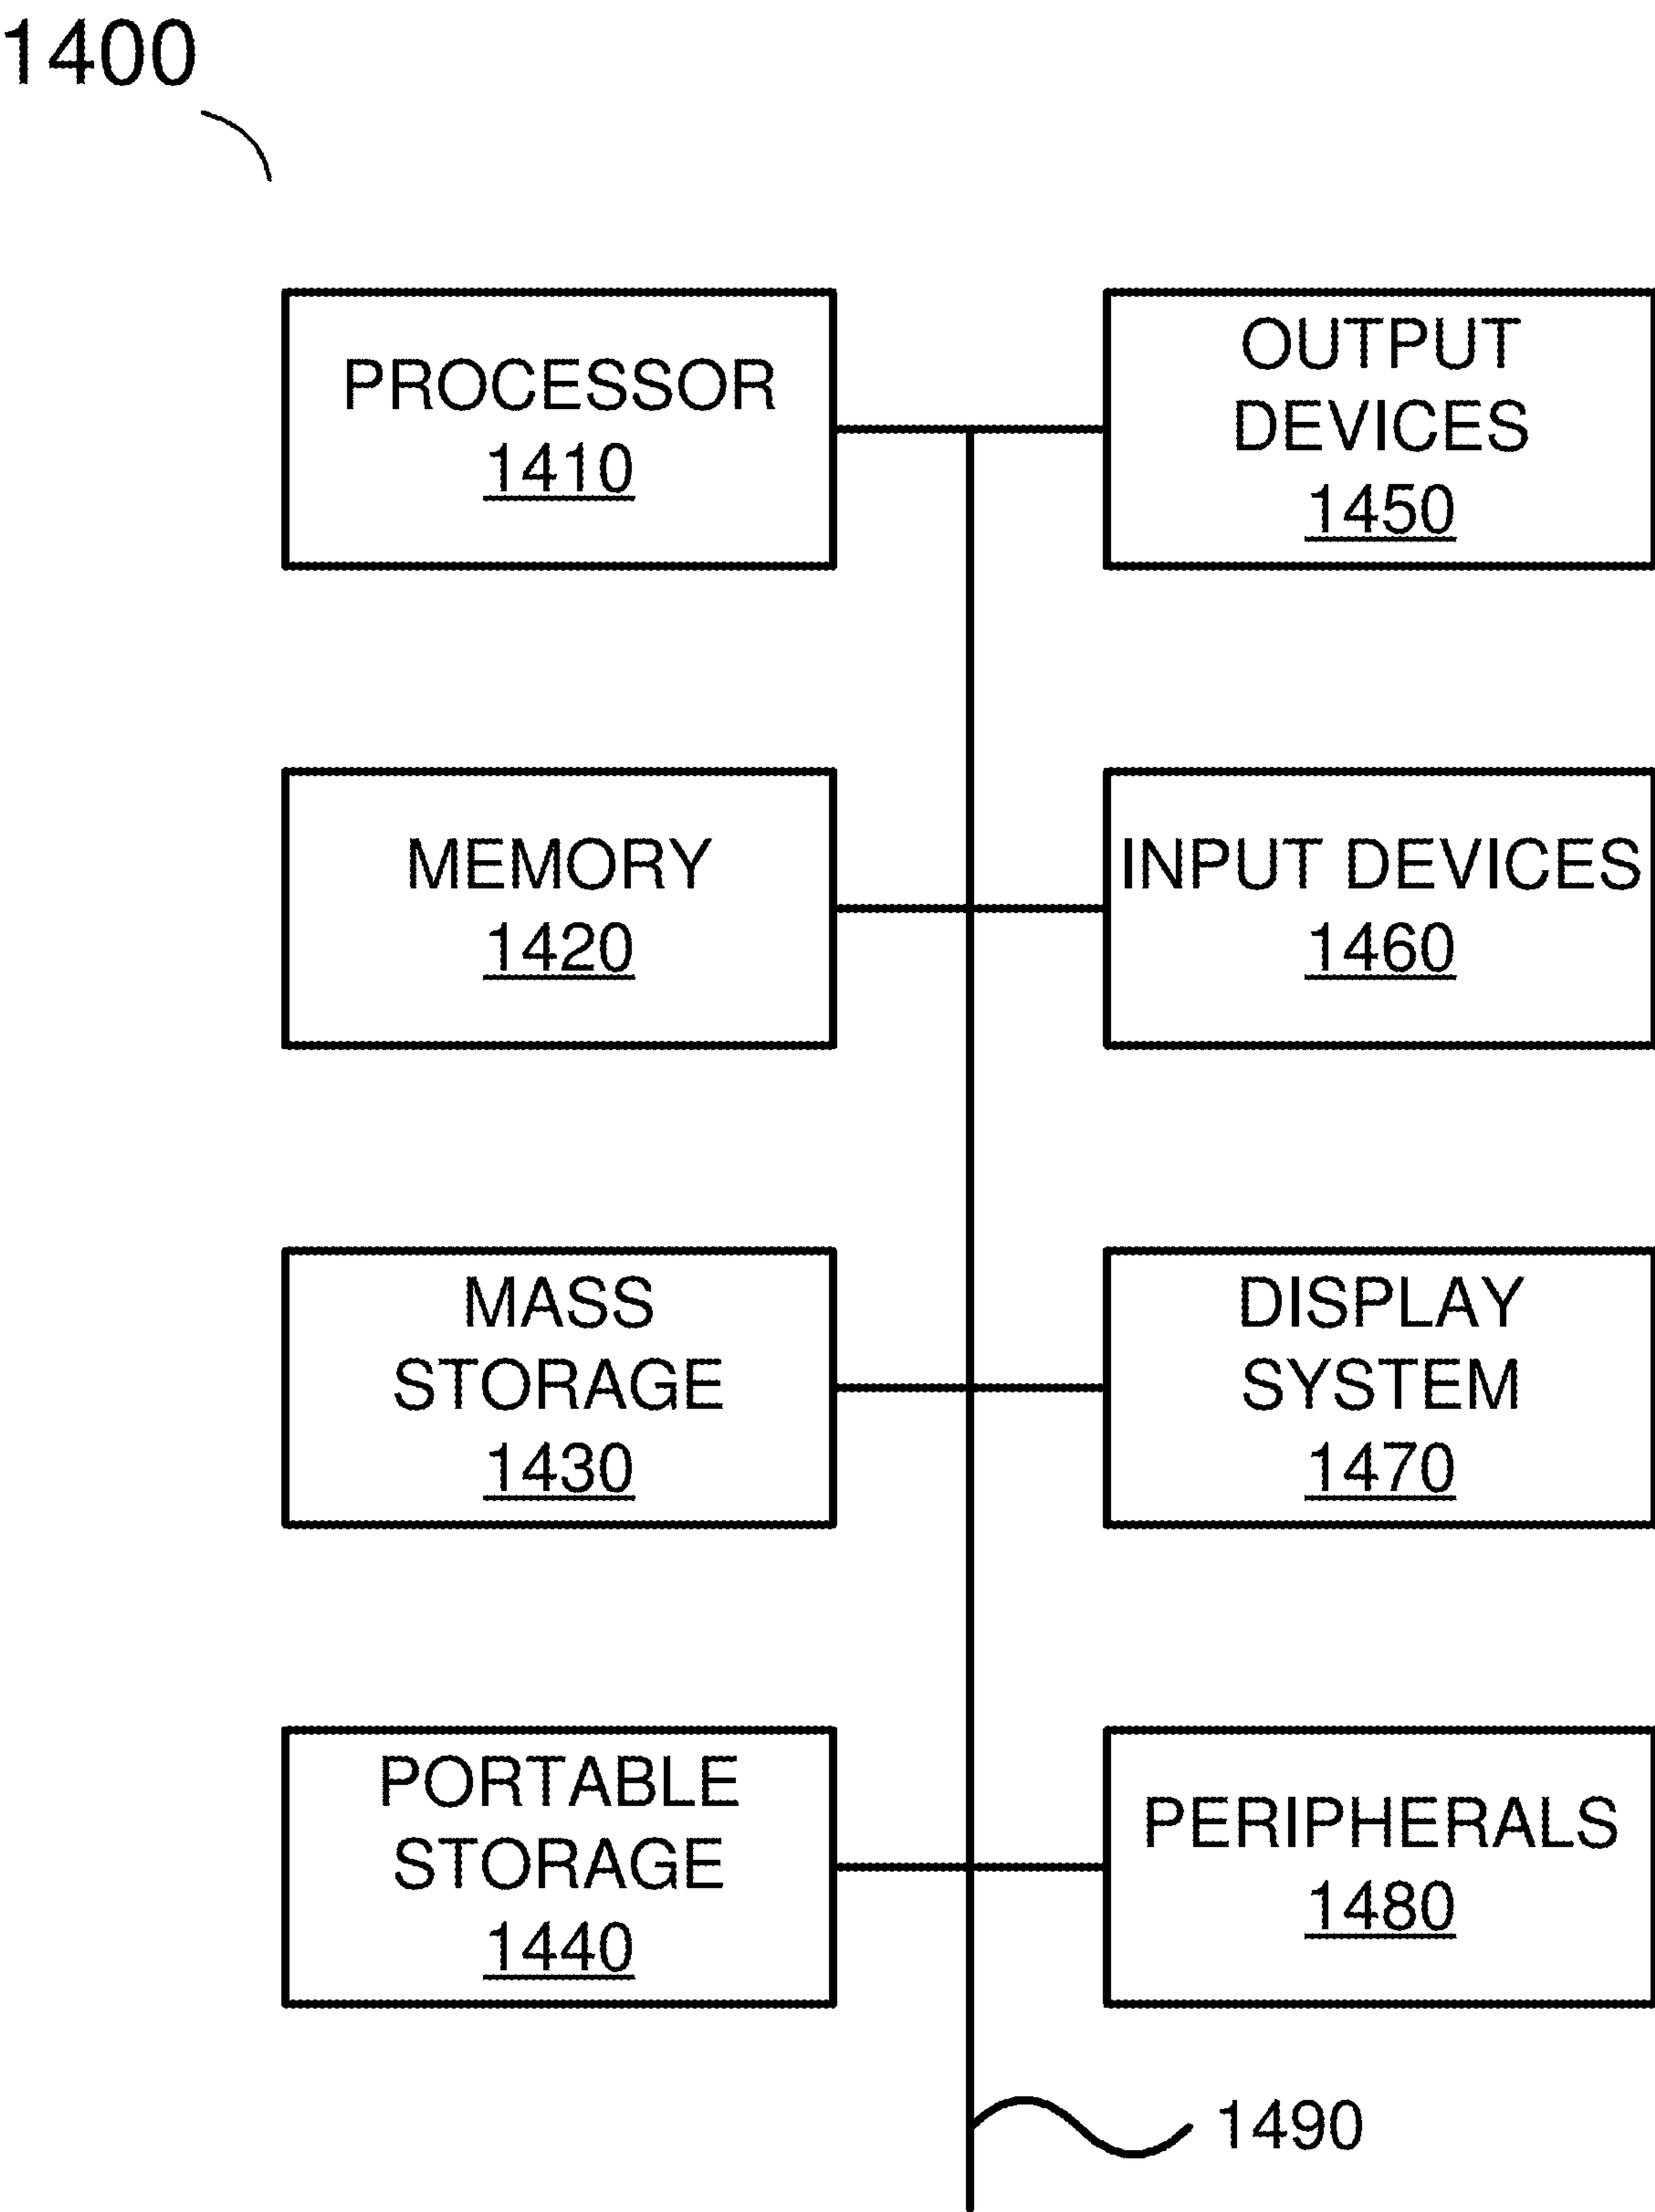 1400
PROCESSOR
1410
OUTPUT
DEVICES
1450
MEMORY
1420
INPUT DEVICES
1460
MASS
STORAGE
1430
DISPLAY
SYSTEM
1470
PORTABLE
STORAGE
1440
PERIPHERALS
1480
1490